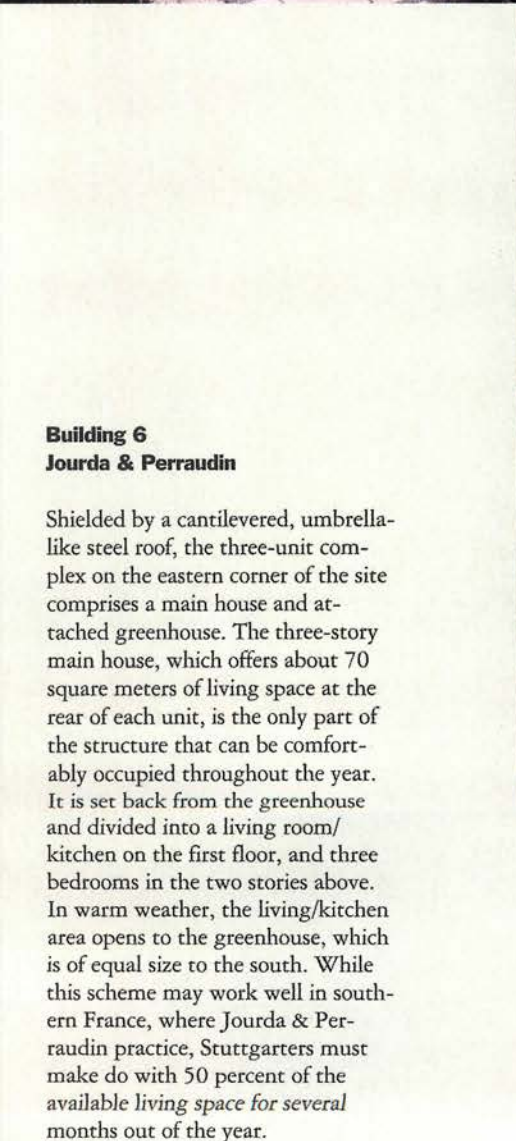 Building 6
Jourda & Perraudin
Shielded by a cantilevered, umbrella-
like steel roof, the three-unit com-
plex on the eastern corner of the site
comprises a main house and at-
tached greenhouse. The three-story
main house, which offers about 70
square meters of living space at the
rear of each unit, is the only part of
the structure that can be comfort-
ably occupied throughout the year.
It is set back from the greenhouse
and divided into a living room/
kitchen on the first floor, and three
bedrooms in the two stories above.
In warm weather, the living/kitchen
area opens to the greenhouse, which
is of equal size to the south. While
this scheme may work well in south-
ern France, where Jourda & Per-
raudin practice, Stuttgarters must
make do with 50 percent of the
available living space for several
months out of the year.